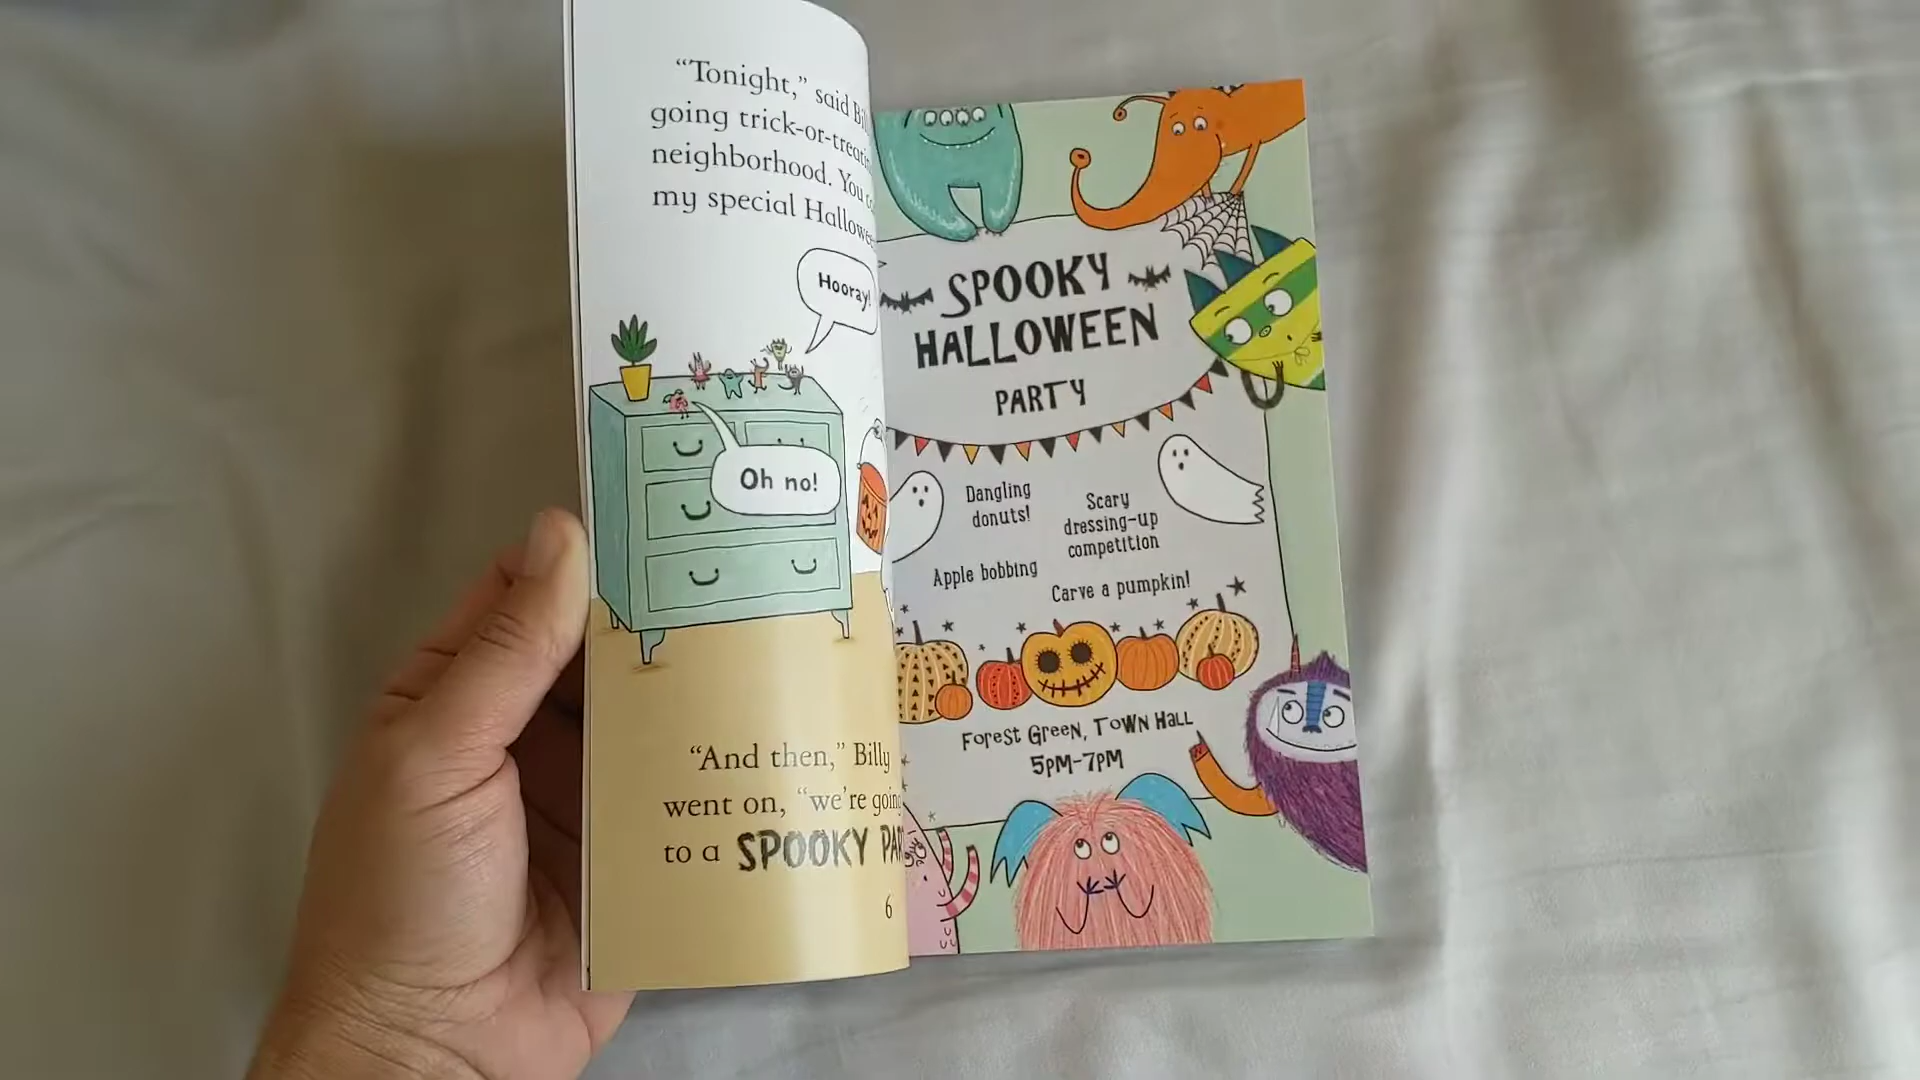 “Tonight,” said Bil
going trick-or-treati
neighborhood. You c
my special Hallowe
Hooray!
Oh no!
“And then,” Billy
went on, “we’re going
to a SPOOKY PAR
6
SPOOKY
HALLOWEEN
PARTY
Dangling
donuts!
Scary
dressing-up
competition
Apple bobbing
Carve a pumpkin!
Forest Green, Town Hall
5pm-7pm